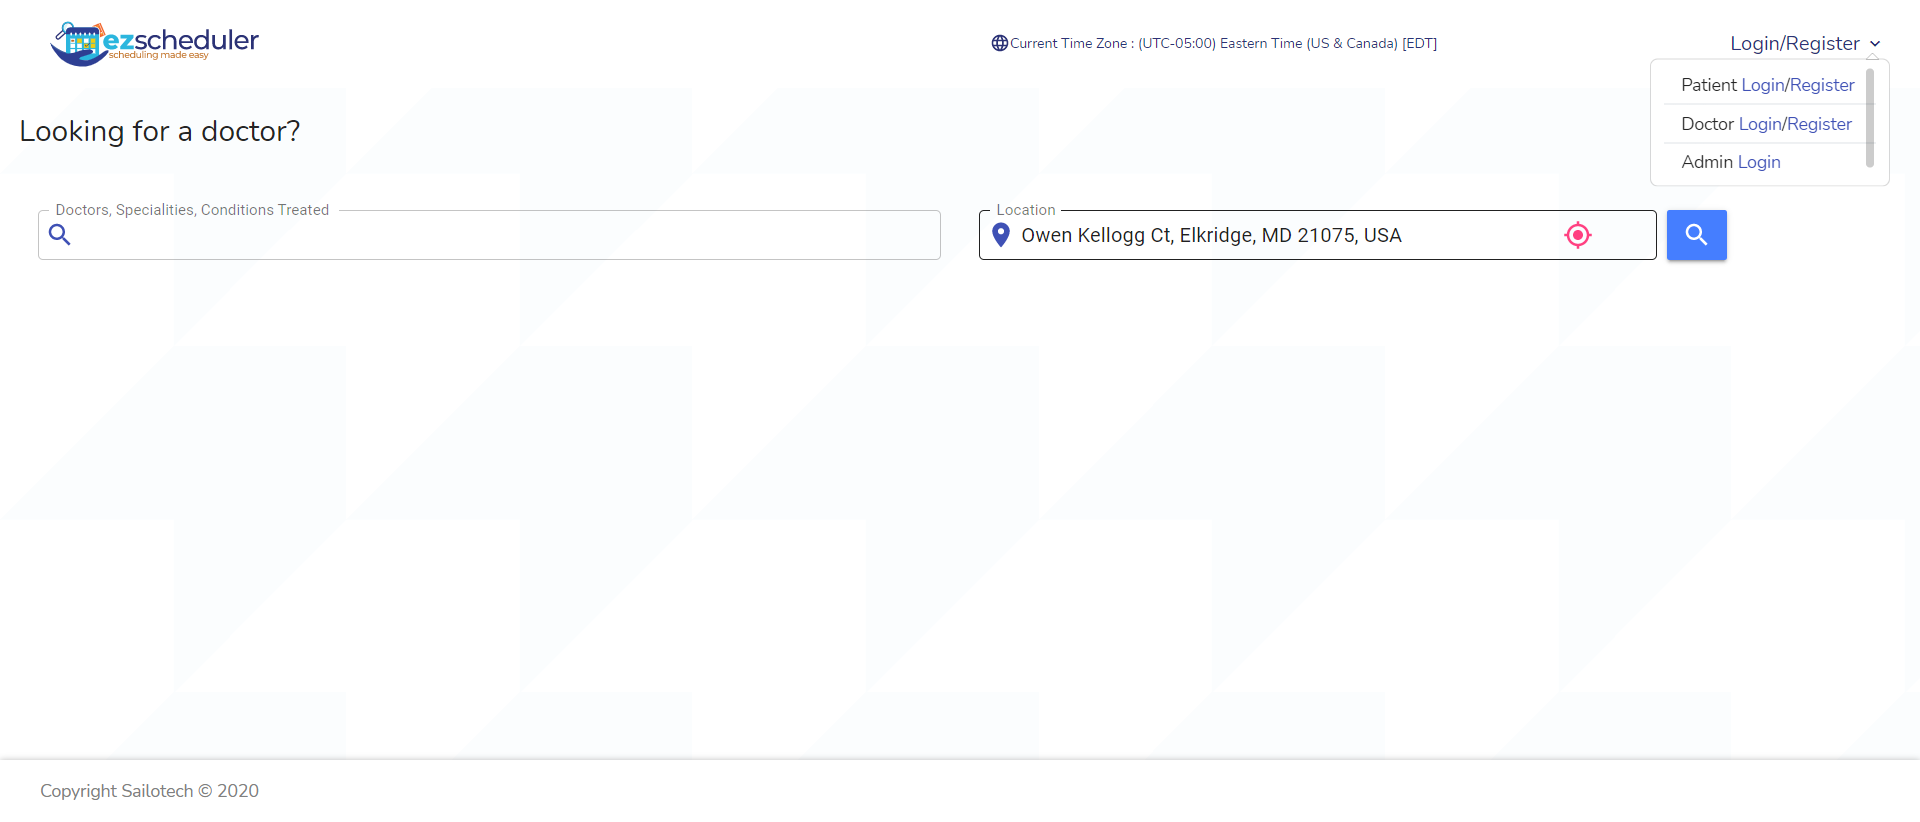 ezscheduler
scheduling made easy
Current Time Zone : (UTC-05:00) Eastern Time (US & Canada) [EDT]
Login/Register
Patient Login/Register
Doctor Login/Register
Admin Login
Looking for a doctor?
Doctors, Specialities, Conditions Treated
Location
Owen Kellogg Ct, Elkridge, MD 21075, USA
Copyright Sailotech © 2020